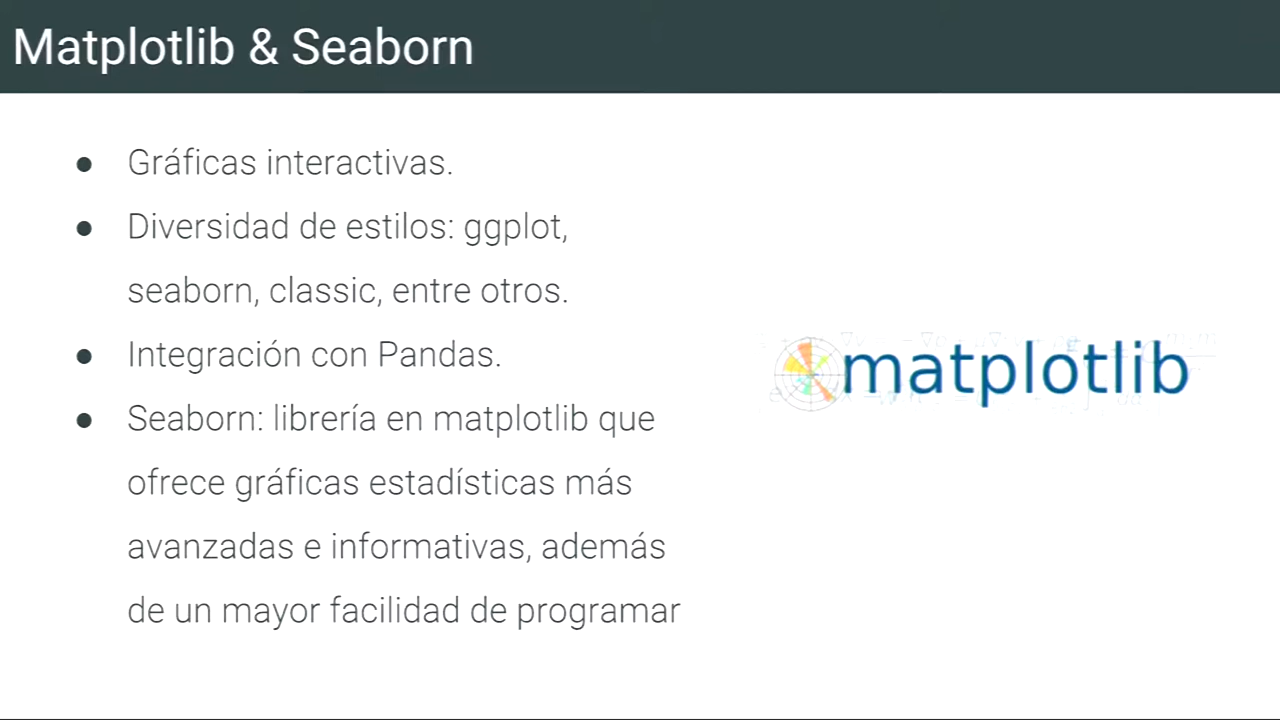 Matplotlib & Seaborn
● Gráficas interactivas.
● Diversidad de estilos: ggplot,
seaborn, classic, entre otros.
● Integración con Pandas.
● Seaborn: librería en matplotlib que
ofrece gráficas estadísticas más
avanzadas e informativas, además
de un mayor facilidad de programar
matplotlib